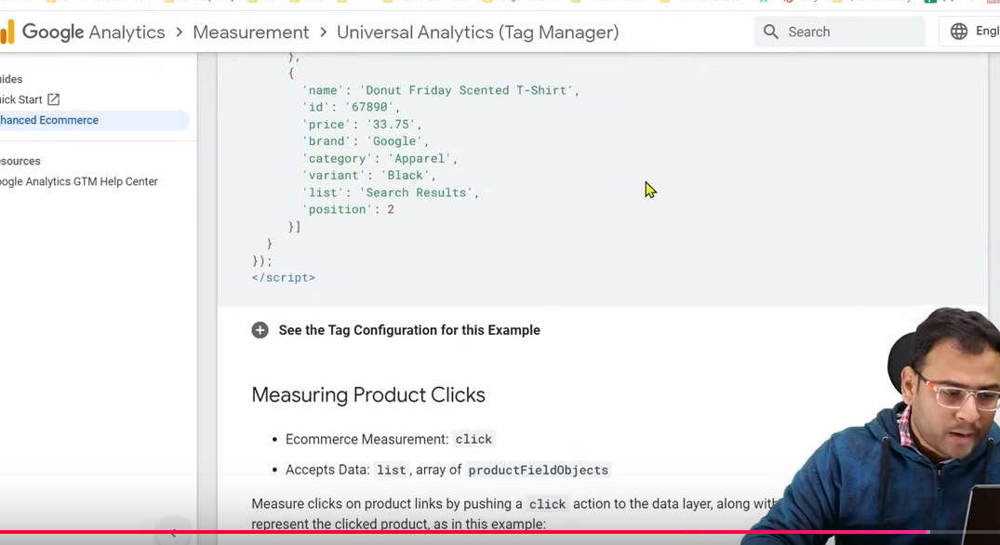 Google Analytics > Measurement > Universal Analytics (Tag Manager)
Search
Engl
uides
uick Start
hanced Ecommerce
esources
oogle Analytics GTM Help Center
},
{
'name': 'Donut Friday Scented T-Shirt',
'id': '67890',
'price': '33.75',
'brand': 'Google',
'category': 'Apparel',
'variant': 'Black',
'list': 'Search Results',
'position': 2
}]
}
});
</script>
See the Tag Configuration for this Example
Measuring Product Clicks
• Ecommerce Measurement: click
• Accepts Data: list, array of productFieldObjects
Measure clicks on product links by pushing a click action to the data layer, along with
represent the clicked product, as in this example: